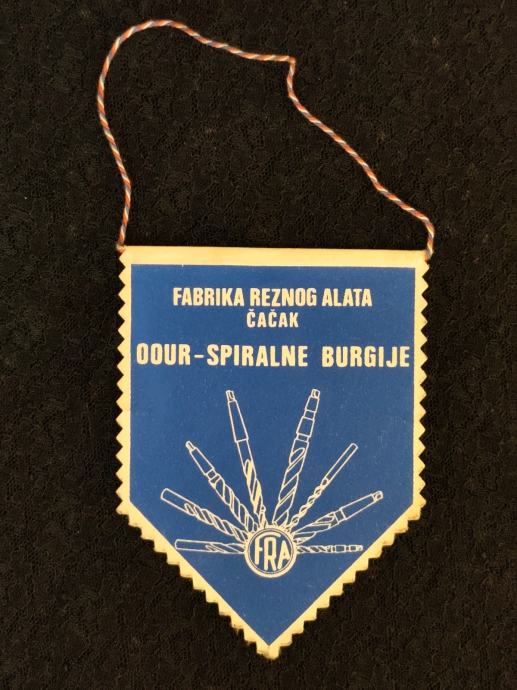 FABRIKA REZNOG ALATA
ČAČAK
OOUR-SPIRALNE BURGIJE
FRA